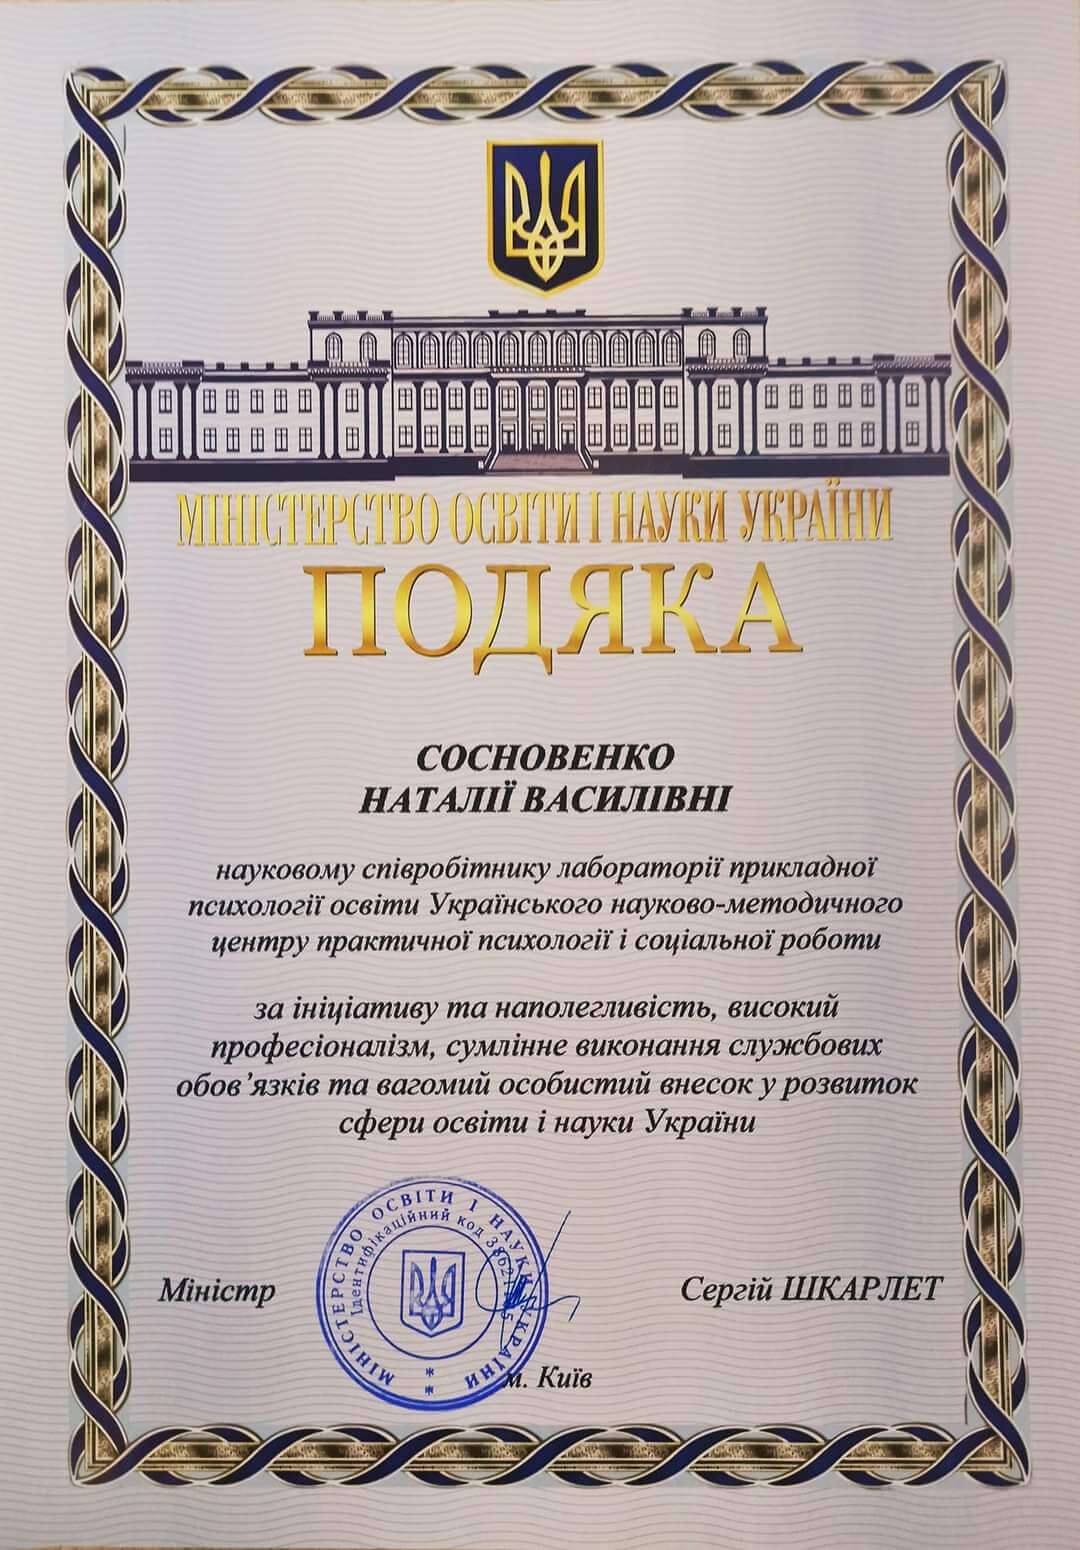 МІНІСТЕРСТВО ОСВІТИ І НАУКИ УКРАЇНИ
ПОДЯКА
СОСНОВЕНКО
НАТАЛІЇ ВАСИЛІВНІ
науковому співробітнику лабораторії прикладної
психології освіти Українського науково-методичного
центру практичної психології і соціальної роботи
за ініціативу та наполегливість, високий
професіоналізм, сумлінне виконання службових
обов’язків та вагомий особистий внесок у розвиток
сфери освіти і науки України
Міністр
Сергій ШКАРЛЕТ
МІНІСТЕРСТВО ОСВІТИ І НАУКИ УКРАЇНИ
Ідентифікаційний код
м. Київ